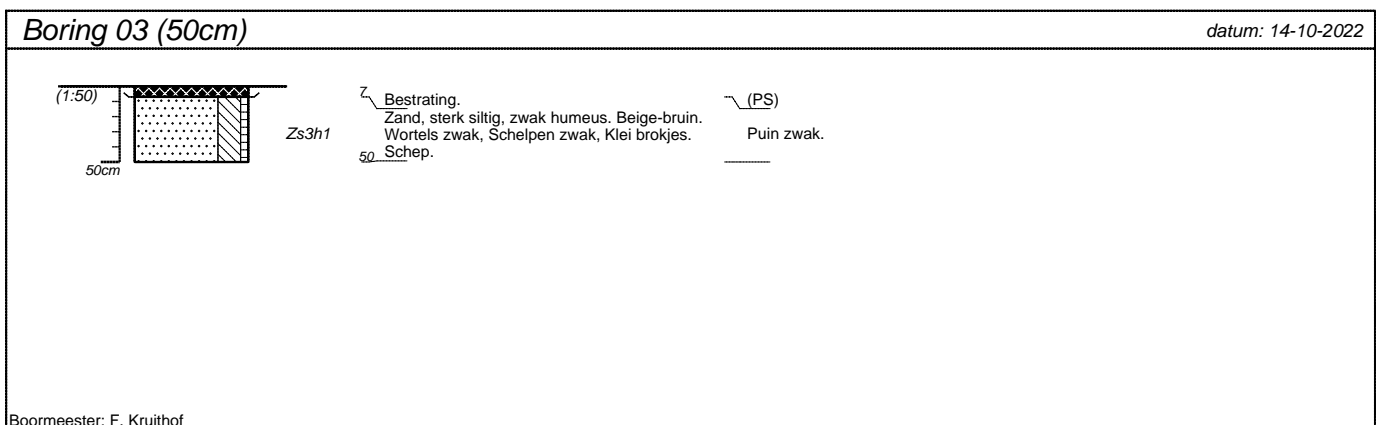 Boring 03 (50cm)
datum: 14-10-2022
(1:50)
50cm
Zs3h1
7
Bestrating.
Zand, sterk siltig, zwak humeus. Beige-bruin.
Wortels zwak, Schelpen zwak, Klei brokjes.
50 Schep.
(PS)
Puin zwak.
Boormeester: F. Kruithof